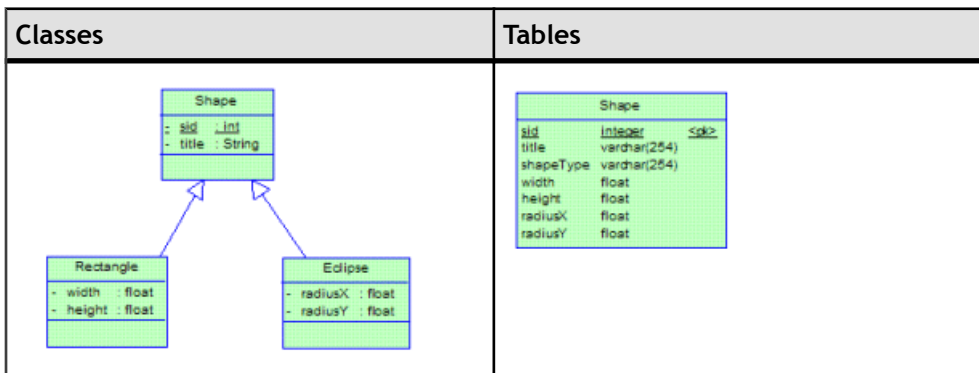 Classes
Tables
Shape
- sid : int
- title : String
Rectangle
- width : float
- height : float
Eclipse
- radiusX : float
- radiusY : float
Shape
sid integer <pk>
title varchar(254)
shapeType varchar(254)
width float
height float
radiusX float
radiusY float